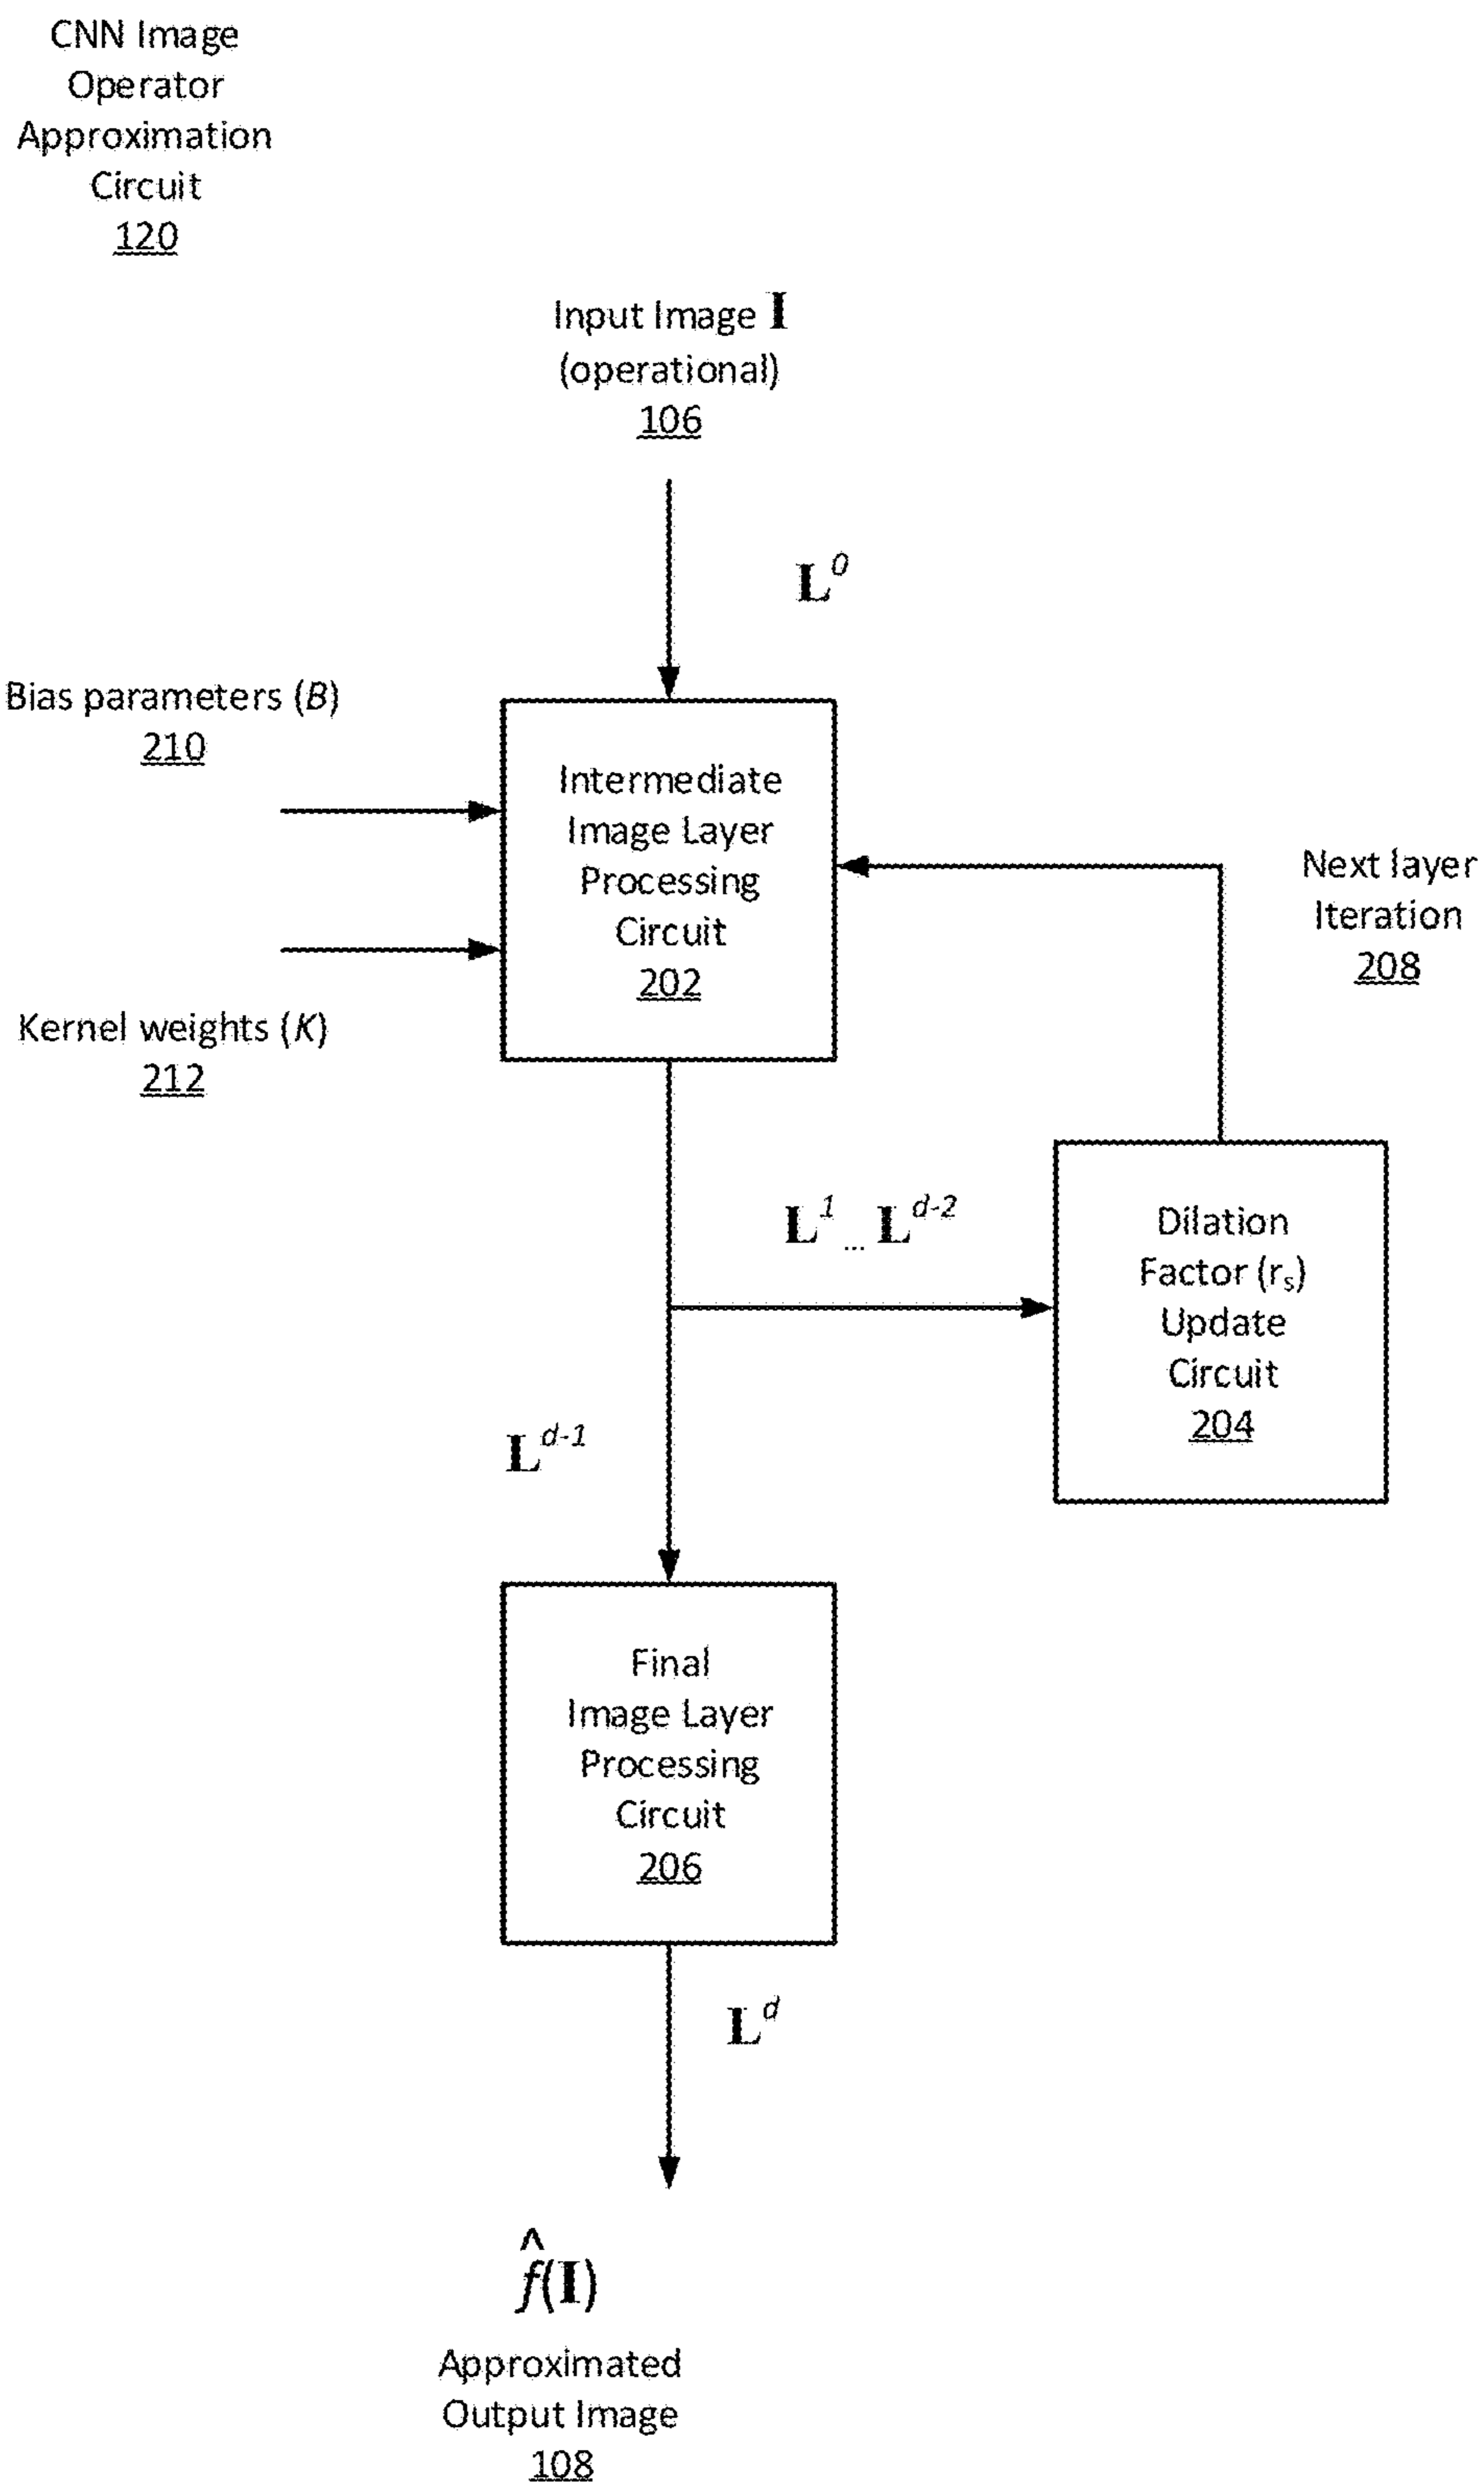 CNN Image
Operator
Approximation
Circuit
120
Input Image I
(operational)
106
L⁰
Bias parameters (B)
210
Intermediate
Image Layer
Processing
Circuit
202
Kernel weights (K)
212
Next layer
Iteration
208
L¹ ... Lᵈ⁻²
Dilation
Factor (rₛ)
Update
Circuit
204
Lᵈ⁻¹
Final
Image Layer
Processing
Circuit
206
Lᵈ
f̂(I)
Approximated
Output Image
108